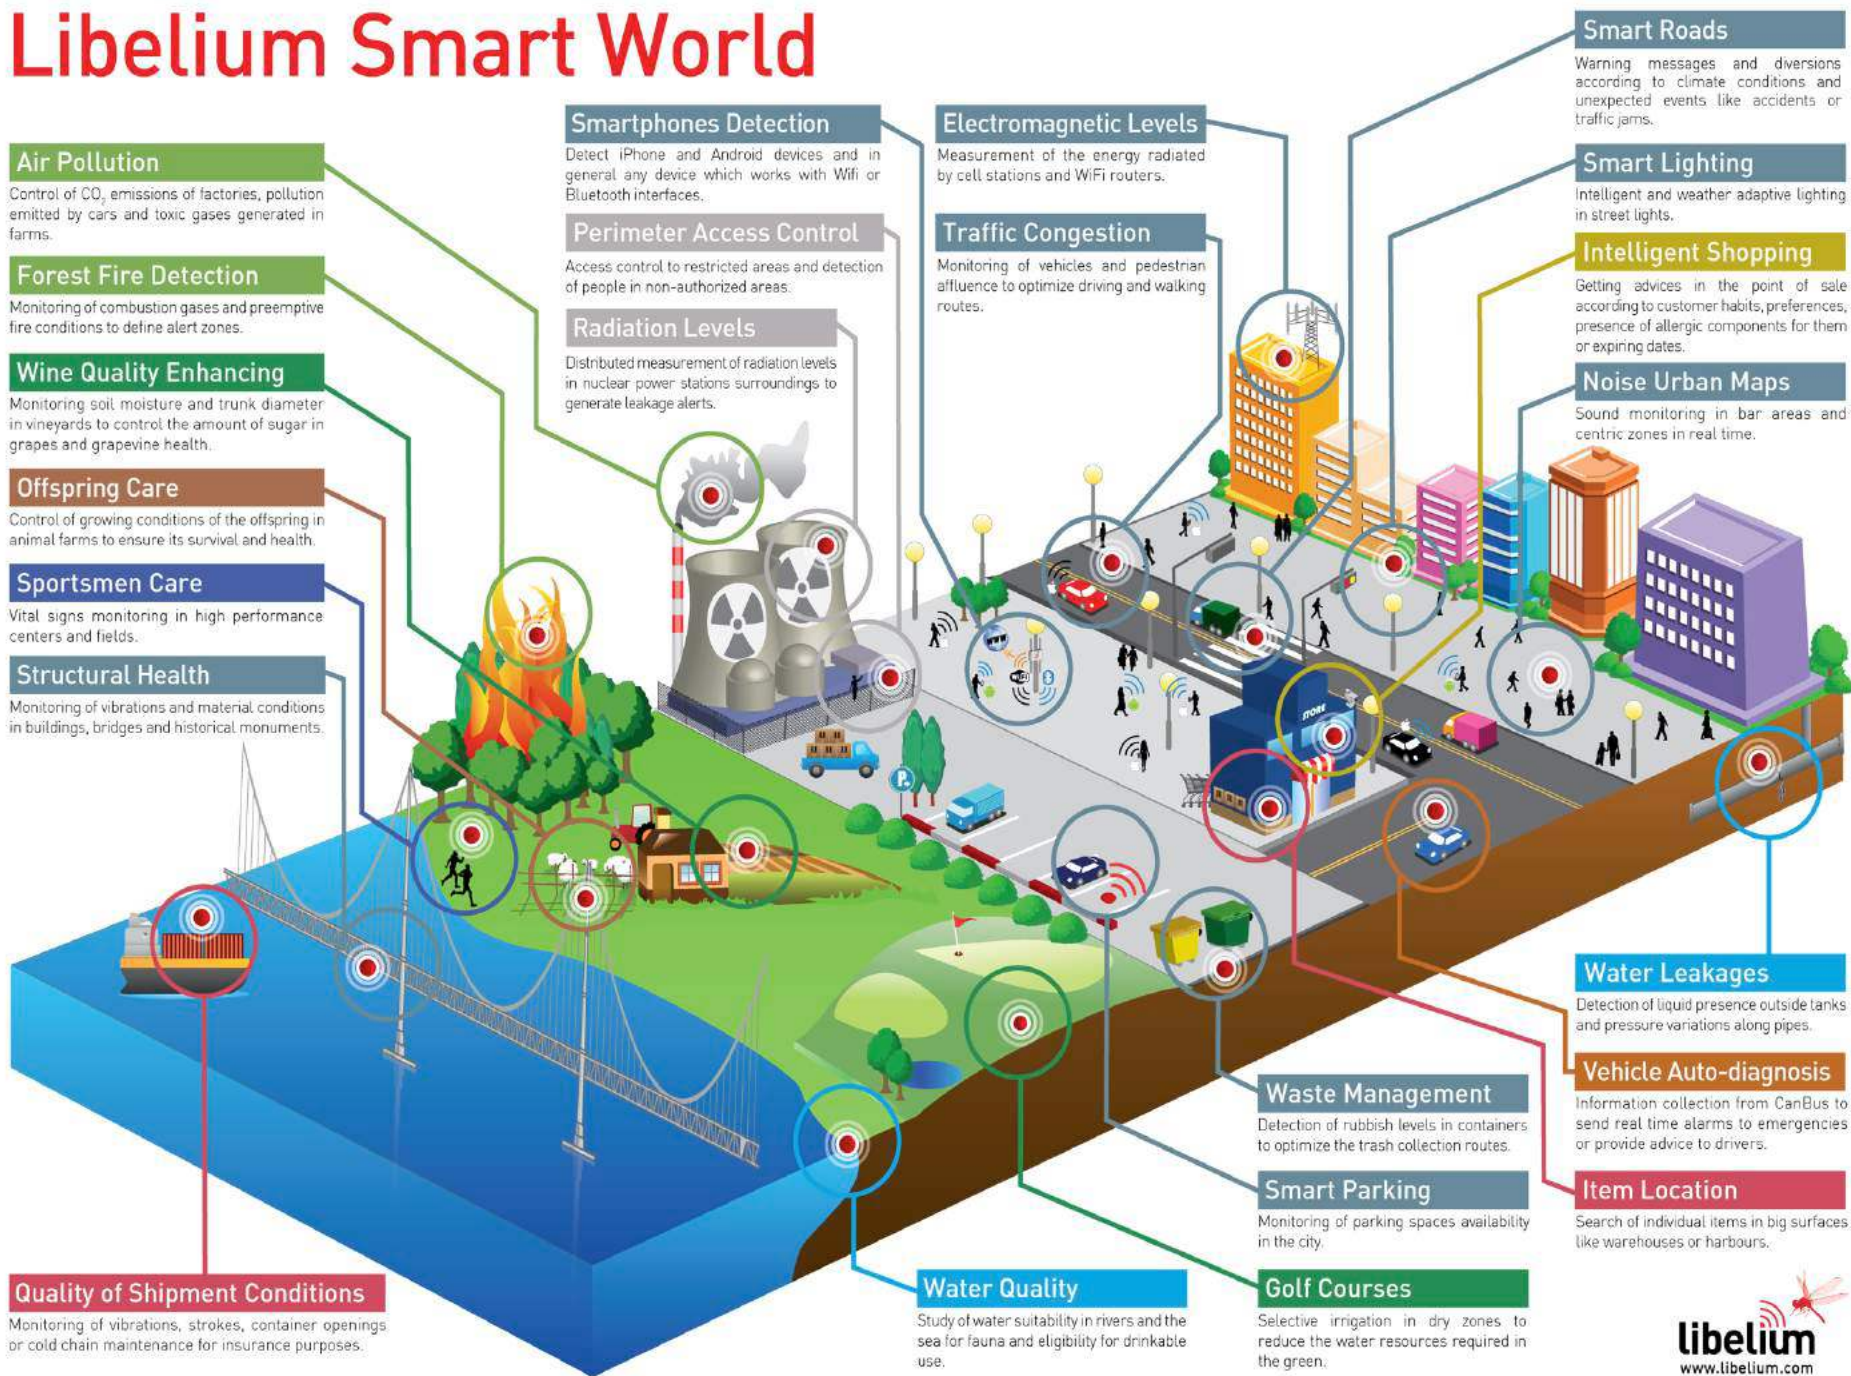 Libelium Smart World
Air Pollution
Control of CO₂ emissions of factories, pollution
emitted by cars and toxic gases generated in
farms.
Forest Fire Detection
Monitoring of combustion gases and preemptive
fire conditions to define alert zones.
Wine Quality Enhancing
Monitoring soil moisture and trunk diameter
in vineyards to control the amount of sugar in
grapes and grapevine health.
Offspring Care
Control of growing conditions of the offspring in
animal farms to ensure its survival and health.
Sportsmen Care
Vital signs monitoring in high performance
centers and fields.
Structural Health
Monitoring of vibrations and material conditions
in buildings, bridges and historical monuments.
Quality of Shipment Conditions
Monitoring of vibrations, strokes, container openings
or cold chain maintenance for insurance purposes.
Smartphones Detection
Detect iPhone and Android devices and in
general any device which works with Wifi or
Bluetooth interfaces.
Perimeter Access Control
Access control to restricted areas and detection
of people in non-authorized areas.
Radiation Levels
Distributed measurement of radiation levels
in nuclear power stations surroundings to
generate leakage alerts.
Electromagnetic Levels
Measurement of the energy radiated
by cell stations and WiFi routers.
Traffic Congestion
Monitoring of vehicles and pedestrian
affluence to optimize driving and walking
routes.
Smart Roads
Warning messages and diversions
according to climate conditions and
unexpected events like accidents or
traffic jams.
Smart Lighting
Intelligent and weather adaptive lighting
in street lights.
Intelligent Shopping
Getting advices in the point of sale
according to customer habits, preferences,
presence of allergic components for them
or expiring dates.
Noise Urban Maps
Sound monitoring in bar areas and
centric zones in real time.
www
STORE
P.
Water Leakages
Detection of liquid presence outside tanks
and pressure variations along pipes.
Vehicle Auto-diagnosis
Information collection from CanBus to
send real time alarms to emergencies
or provide advice to drivers.
Item Location
Search of individual items in big surfaces
like warehouses or harbours.
Waste Management
Detection of rubbish levels in containers
to optimize the trash collection routes.
Smart Parking
Monitoring of parking spaces availability
in the city.
Golf Courses
Selective irrigation in dry zones to
reduce the water resources required in
the green.
Water Quality
Study of water suitability in rivers and the
sea for fauna and eligibility for drinkable
use.
libelium
www.libelium.com